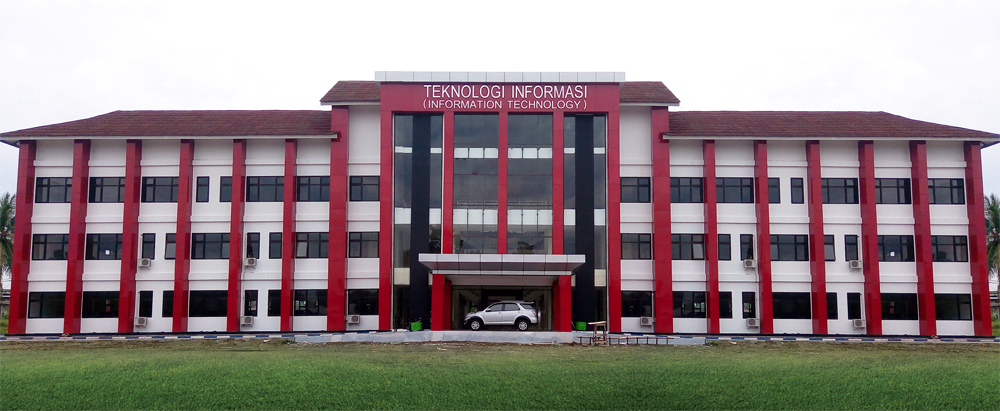 TEKNOLOGI INFORMASI
(INFORMATION TECHNOLOGY)